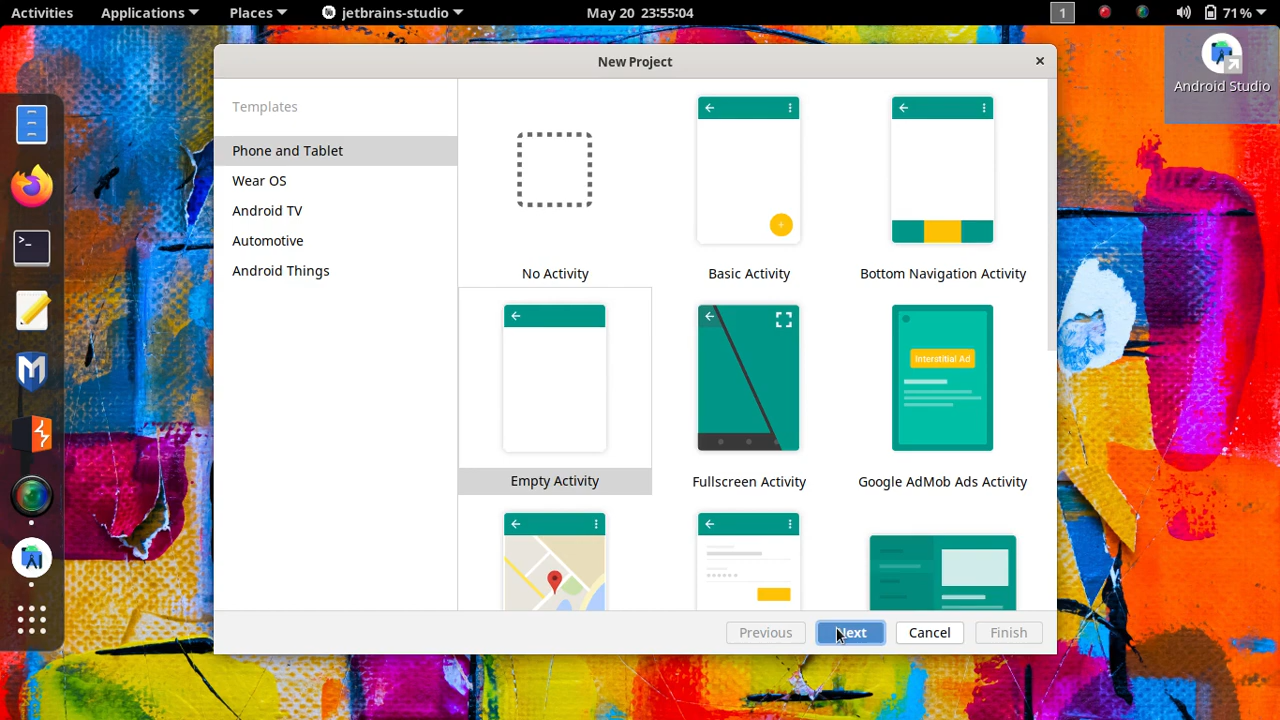 Activities Applications Places jetbrains-studio May 20 23:55:04 1 71%
Android Studio
New Project
Templates
Phone and Tablet
Wear OS
Android TV
Automotive
Android Things
No Activity Basic Activity Bottom Navigation Activity
Interstitial Ad
Empty Activity Fullscreen Activity Google AdMob Ads Activity
Previous Next Cancel Finish